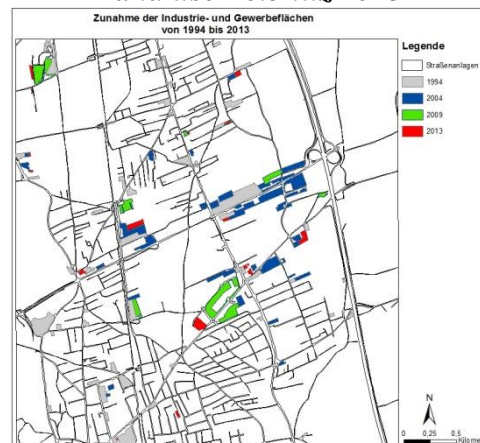 Zunahme der Industrie- und Gewerbeflächen
von 1994 bis 2013
Legende
Straßenanlagen
1994
2004
2009
2013
N
0 0,25 0,5
Kilome